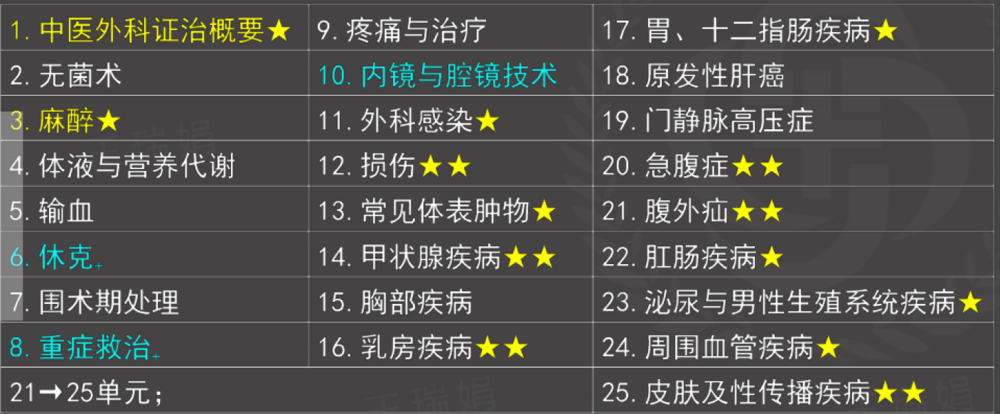 1. 中医外科证治概要★
2. 无菌术
3. 麻醉★
4. 体液与营养代谢
5. 输血
6. 休克+
7. 围术期处理
8. 重症救治+
21→25单元；
9. 疼痛与治疗
10. 内镜与腔镜技术
11. 外科感染★
12. 损伤★★
13. 常见体表肿物★
14. 甲状腺疾病★★
15. 胸部疾病
16. 乳房疾病★★
17. 胃、十二指肠疾病★
18. 原发性肝癌
19. 门静脉高压症
20. 急腹症★★
21. 腹外疝★★
22. 肛肠疾病★
23. 泌尿与男性生殖系统疾病★
24. 周围血管疾病★
25. 皮肤及性传播疾病★★